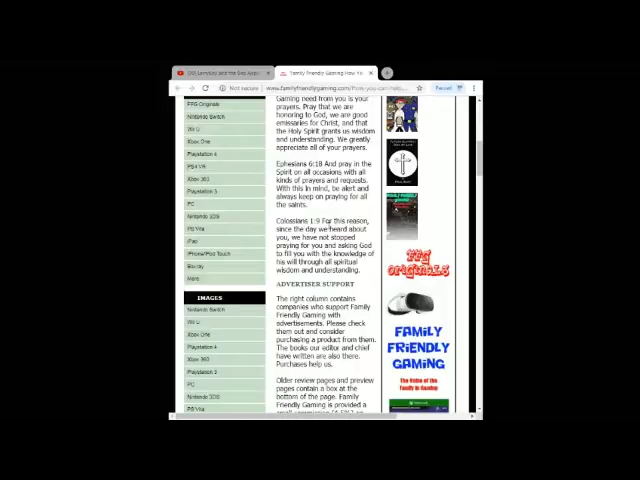 Family Friendly Gaming How Yo
Not secure
www.familyfriendlygaming.com/How-you-can-help...
Paused
FFG Originals
Nintendo Switch
Wii U
Xbox One
Playstation 4
PS4 VR
Xbox 360
Playstation 3
PC
Nintendo 3DS
PS Vita
iPad
iPhone/iPod Touch
Blu-ray
More
IMAGES
Nintendo Switch
Wii U
Xbox One
Playstation 4
Xbox 360
Playstation 3
PC
Nintendo 3DS
PS Vita
Gaming need from you is your
prayers. Pray that we are
honoring to God, we are good
emissaries for Christ, and that
the Holy Spirit grants us wisdom
and understanding. We greatly
appreciate all of your prayers.
Ephesians 6:18 And pray in the
Spirit on all occasions with all
kinds of prayers and requests.
With this in mind, be alert and
always keep on praying for all
the saints.
Colossians 1:9 For this reason,
since the day we heard about
you, we have not stopped
praying for you and asking God
to fill you with the knowledge of
his will through all spiritual
wisdom and understanding.
ADVERTISER SUPPORT
The right column contains
companies who support Family
Friendly Gaming with
advertisements. Please check
them out and consider
purchasing a product from them.
The books our editor and chief
have written are also there.
Purchases help us.
Older review pages and preview
pages contain a box at the
bottom of the page. Family
Friendly Gaming is provided a
FFG
ORIGINALS
FAMILY
FRIENDLY
GAMING
The Voice of the
Family in Gaming